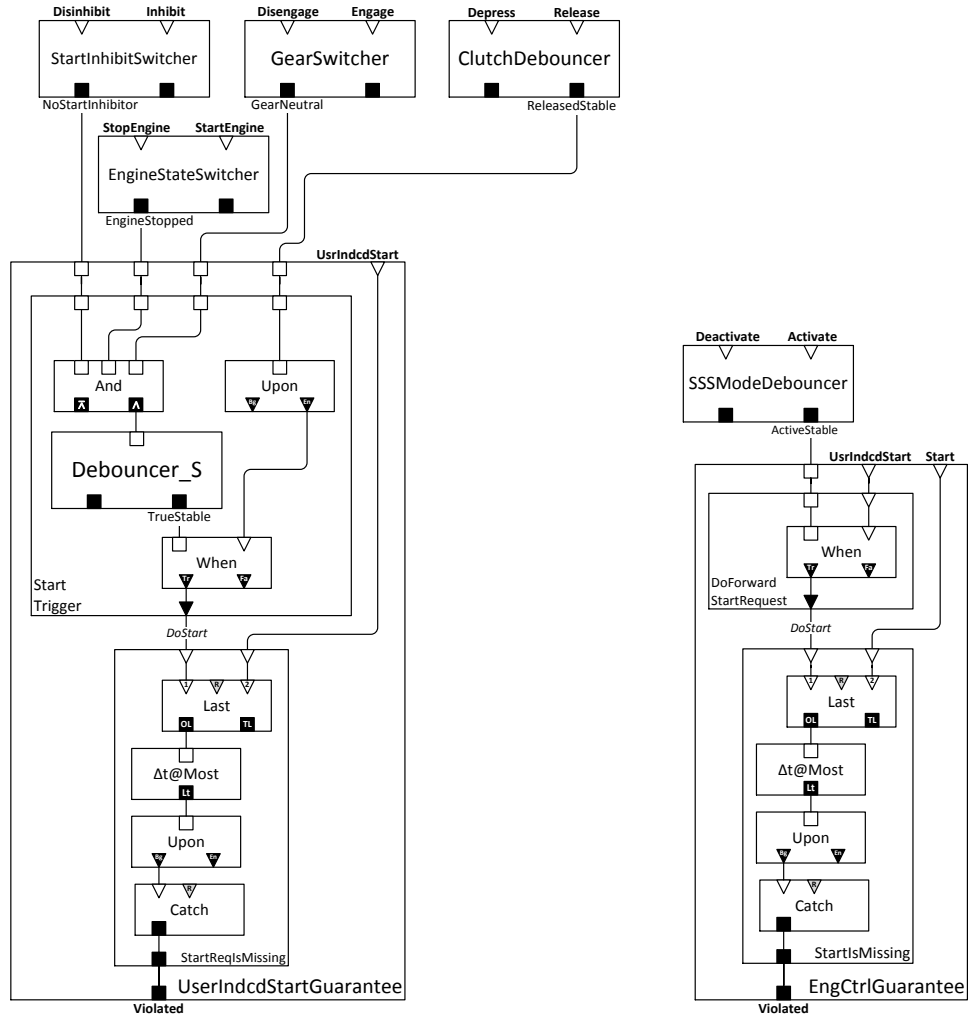 Disinhibit Inhibit
StartInhibitSwitcher
NoStartInhibitor
Disengage Engage
GearSwitcher
GearNeutral
Depress Release
ClutchDebouncer
ReleasedStable
StopEngine StartEngine
EngineStateSwitcher
EngineStopped
UsrIndcdStart
And
⊼ Λ
Upon
Bg En
Debouncer_S
TrueStable
When
Tr Fa
Start
Trigger
DoStart
1 R 2
Last
OL TL
Δt@Most
Lt
Upon
Bg En
R
Catch
StartReqIsMissing
UserIndcdStartGuarantee
Violated
Deactivate Activate
SSSModeDebouncer
ActiveStable
UsrIndcdStart Start
When
Tr Fa
DoForward
StartRequest
DoStart
1 R 2
Last
OL TL
Δt@Most
Lt
Upon
Bg En
R
Catch
StartIsMissing
EngCtrlGuarantee
Violated